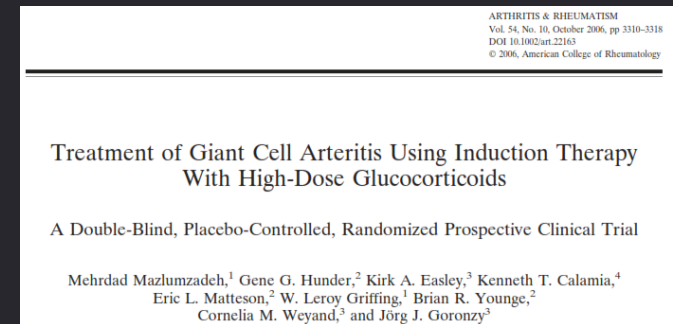 ARTHRITIS & RHEUMATISM
Vol. 54, No. 10, October 2006, pp 3310–3318
DOI 10.1002/art.22163
© 2006, American College of Rheumatology
Treatment of Giant Cell Arteritis Using Induction Therapy
With High-Dose Glucocorticoids
A Double-Blind, Placebo-Controlled, Randomized Prospective Clinical Trial
Mehrdad Mazlumzadeh,¹ Gene G. Hunder,² Kirk A. Easley,³ Kenneth T. Calamia,⁴
Eric L. Matteson,² W. Leroy Griffing,¹ Brian R. Younge,²
Cornelia M. Weyand,³ and Jörg J. Goronzy³